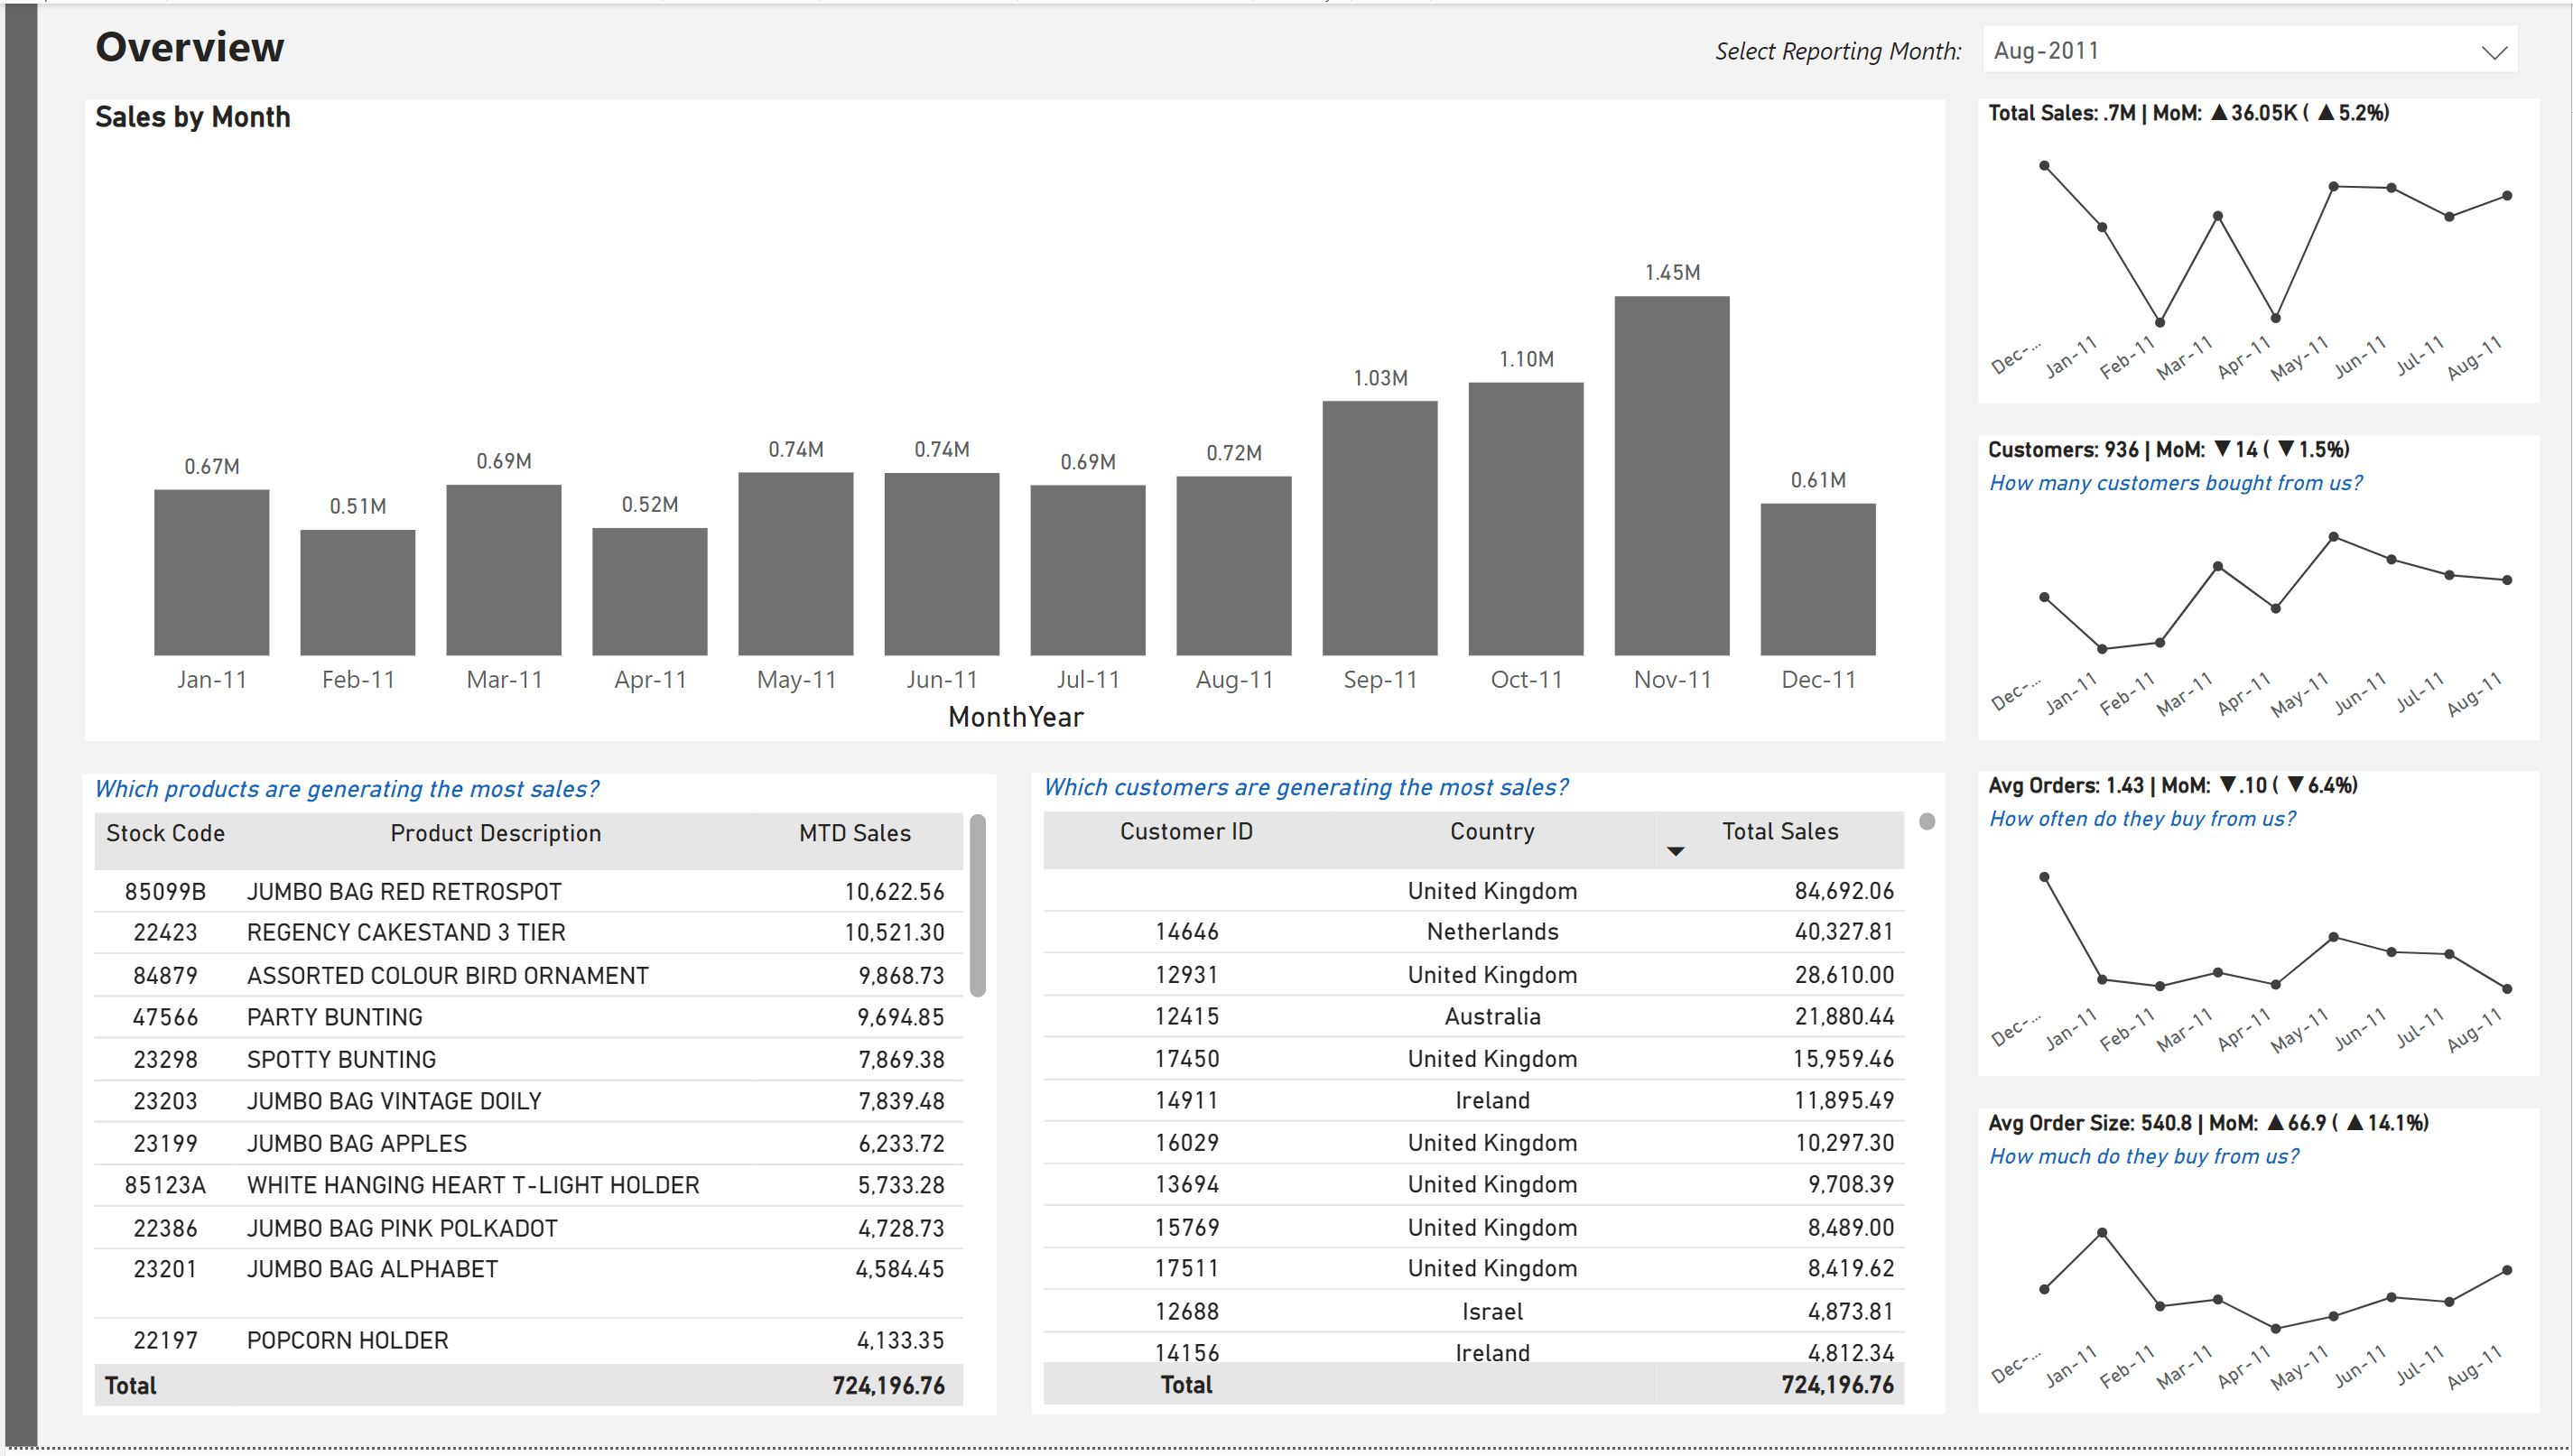 Overview
Select Reporting Month: Aug-2011
Sales by Month
0.67M 0.51M 0.69M 0.52M 0.74M 0.74M 0.69M 0.72M 1.03M 1.10M 1.45M 0.61M
Jan-11 Feb-11 Mar-11 Apr-11 May-11 Jun-11 Jul-11 Aug-11 Sep-11 Oct-11 Nov-11 Dec-11
MonthYear
Total Sales: .7M | MoM: ▲36.05K ( ▲5.2%)
Dec-... Jan-11 Feb-11 Mar-11 Apr-11 May-11 Jun-11 Jul-11 Aug-11
Customers: 936 | MoM: ▼14 ( ▼1.5%)
How many customers bought from us?
Dec-... Jan-11 Feb-11 Mar-11 Apr-11 May-11 Jun-11 Jul-11 Aug-11
Which products are generating the most sales?
Stock Code Product Description MTD Sales
85099B JUMBO BAG RED RETROSPOT 10,622.56
22423 REGENCY CAKESTAND 3 TIER 10,521.30
84879 ASSORTED COLOUR BIRD ORNAMENT 9,868.73
47566 PARTY BUNTING 9,694.85
23298 SPOTTY BUNTING 7,869.38
23203 JUMBO BAG VINTAGE DOILY 7,839.48
23199 JUMBO BAG APPLES 6,233.72
85123A WHITE HANGING HEART T-LIGHT HOLDER 5,733.28
22386 JUMBO BAG PINK POLKADOT 4,728.73
23201 JUMBO BAG ALPHABET 4,584.45
22197 POPCORN HOLDER 4,133.35
Total 724,196.76
Which customers are generating the most sales?
Customer ID Country Total Sales
United Kingdom 84,692.06
14646 Netherlands 40,327.81
12931 United Kingdom 28,610.00
12415 Australia 21,880.44
17450 United Kingdom 15,959.46
14911 Ireland 11,895.49
16029 United Kingdom 10,297.30
13694 United Kingdom 9,708.39
15769 United Kingdom 8,489.00
17511 United Kingdom 8,419.62
12688 Israel 4,873.81
14156 Ireland 4,812.34
Total 724,196.76
Avg Orders: 1.43 | MoM: ▼.10 ( ▼6.4%)
How often do they buy from us?
Dec-... Jan-11 Feb-11 Mar-11 Apr-11 May-11 Jun-11 Jul-11 Aug-11
Avg Order Size: 540.8 | MoM: ▲66.9 ( ▲14.1%)
How much do they buy from us?
Dec-... Jan-11 Feb-11 Mar-11 Apr-11 May-11 Jun-11 Jul-11 Aug-11